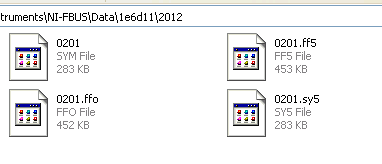 truments\NI-FBUS\Data\1e6d11\2012
0201
SYM File
283 KB
0201.ff5
FF5 File
453 KB
0201.ffo
FFO File
452 KB
0201.sy5
SY5 File
283 KB